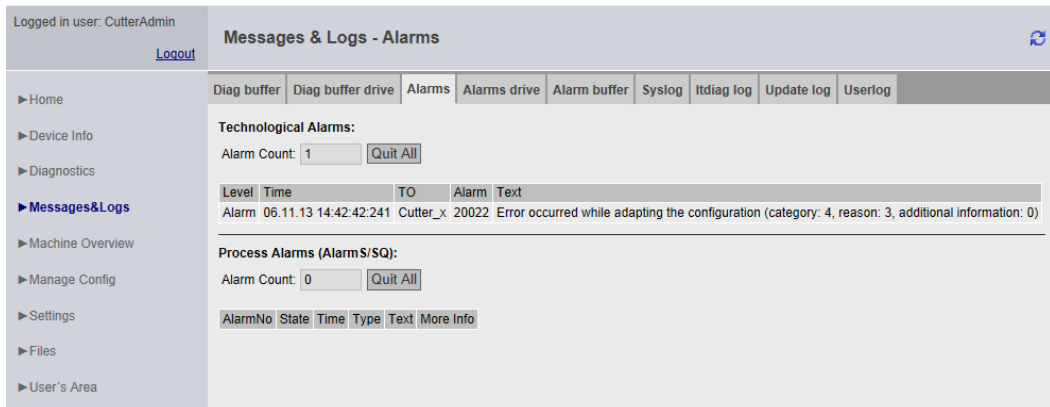 Logged in user: CutterAdmin
Logout
Messages & Logs - Alarms
►Home
►Device Info
►Diagnostics
►Messages&Logs
►Machine Overview
►Manage Config
►Settings
►Files
►User´s Area
Diag buffer Diag buffer drive Alarms Alarms drive Alarm buffer Syslog Itdiag log Update log Userlog
Technological Alarms:
Alarm Count: 1 Quit All
Level Time TO Alarm Text
Alarm 06.11.13 14:42:42:241 Cutter_x 20022 Error occurred while adapting the configuration (category: 4, reason: 3, additional information: 0)
Process Alarms (AlarmS/SQ):
Alarm Count: 0 Quit All
AlarmNo State Time Type Text More Info